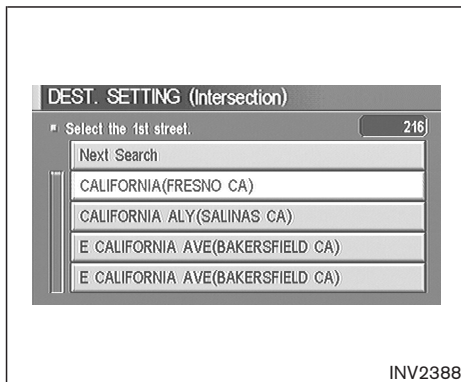 DEST. SETTING (Intersection)
Select the 1st street. 216
Next Search
CALIFORNIA(FRESNO CA)
CALIFORNIA ALY(SALINAS CA)
E CALIFORNIA AVE(BAKERSFIELD CA)
E CALIFORNIA AVE(BAKERSFIELD CA)
INV2388